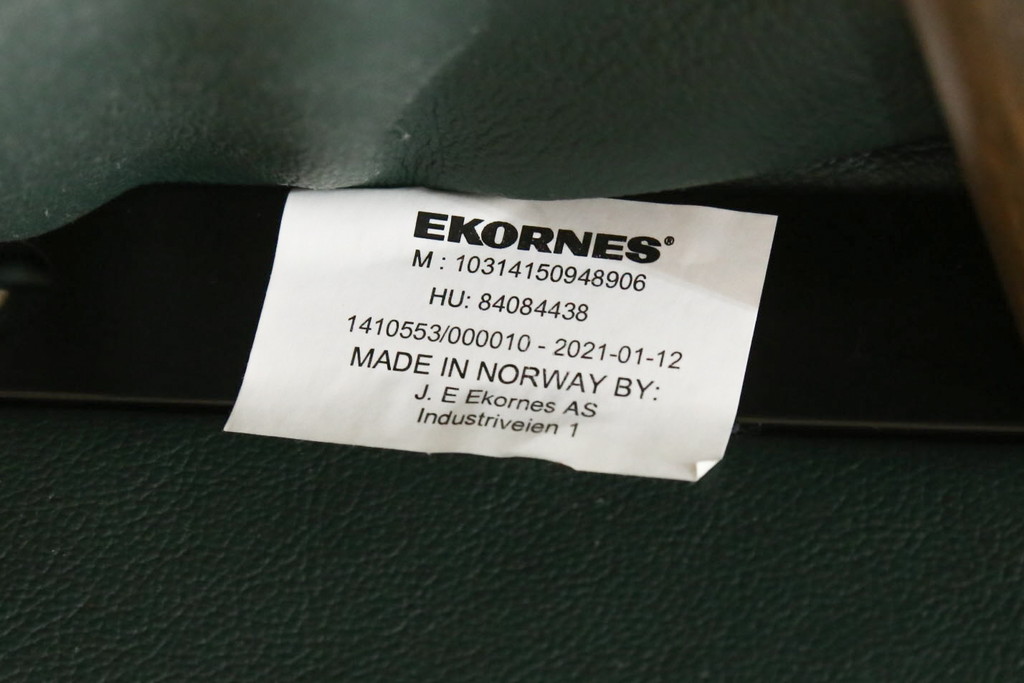 EKORNES®
M : 10314150948906
HU: 84084438
1410553/000010 - 2021-01-12
MADE IN NORWAY BY:
J. E Ekornes AS
Industriveien 1